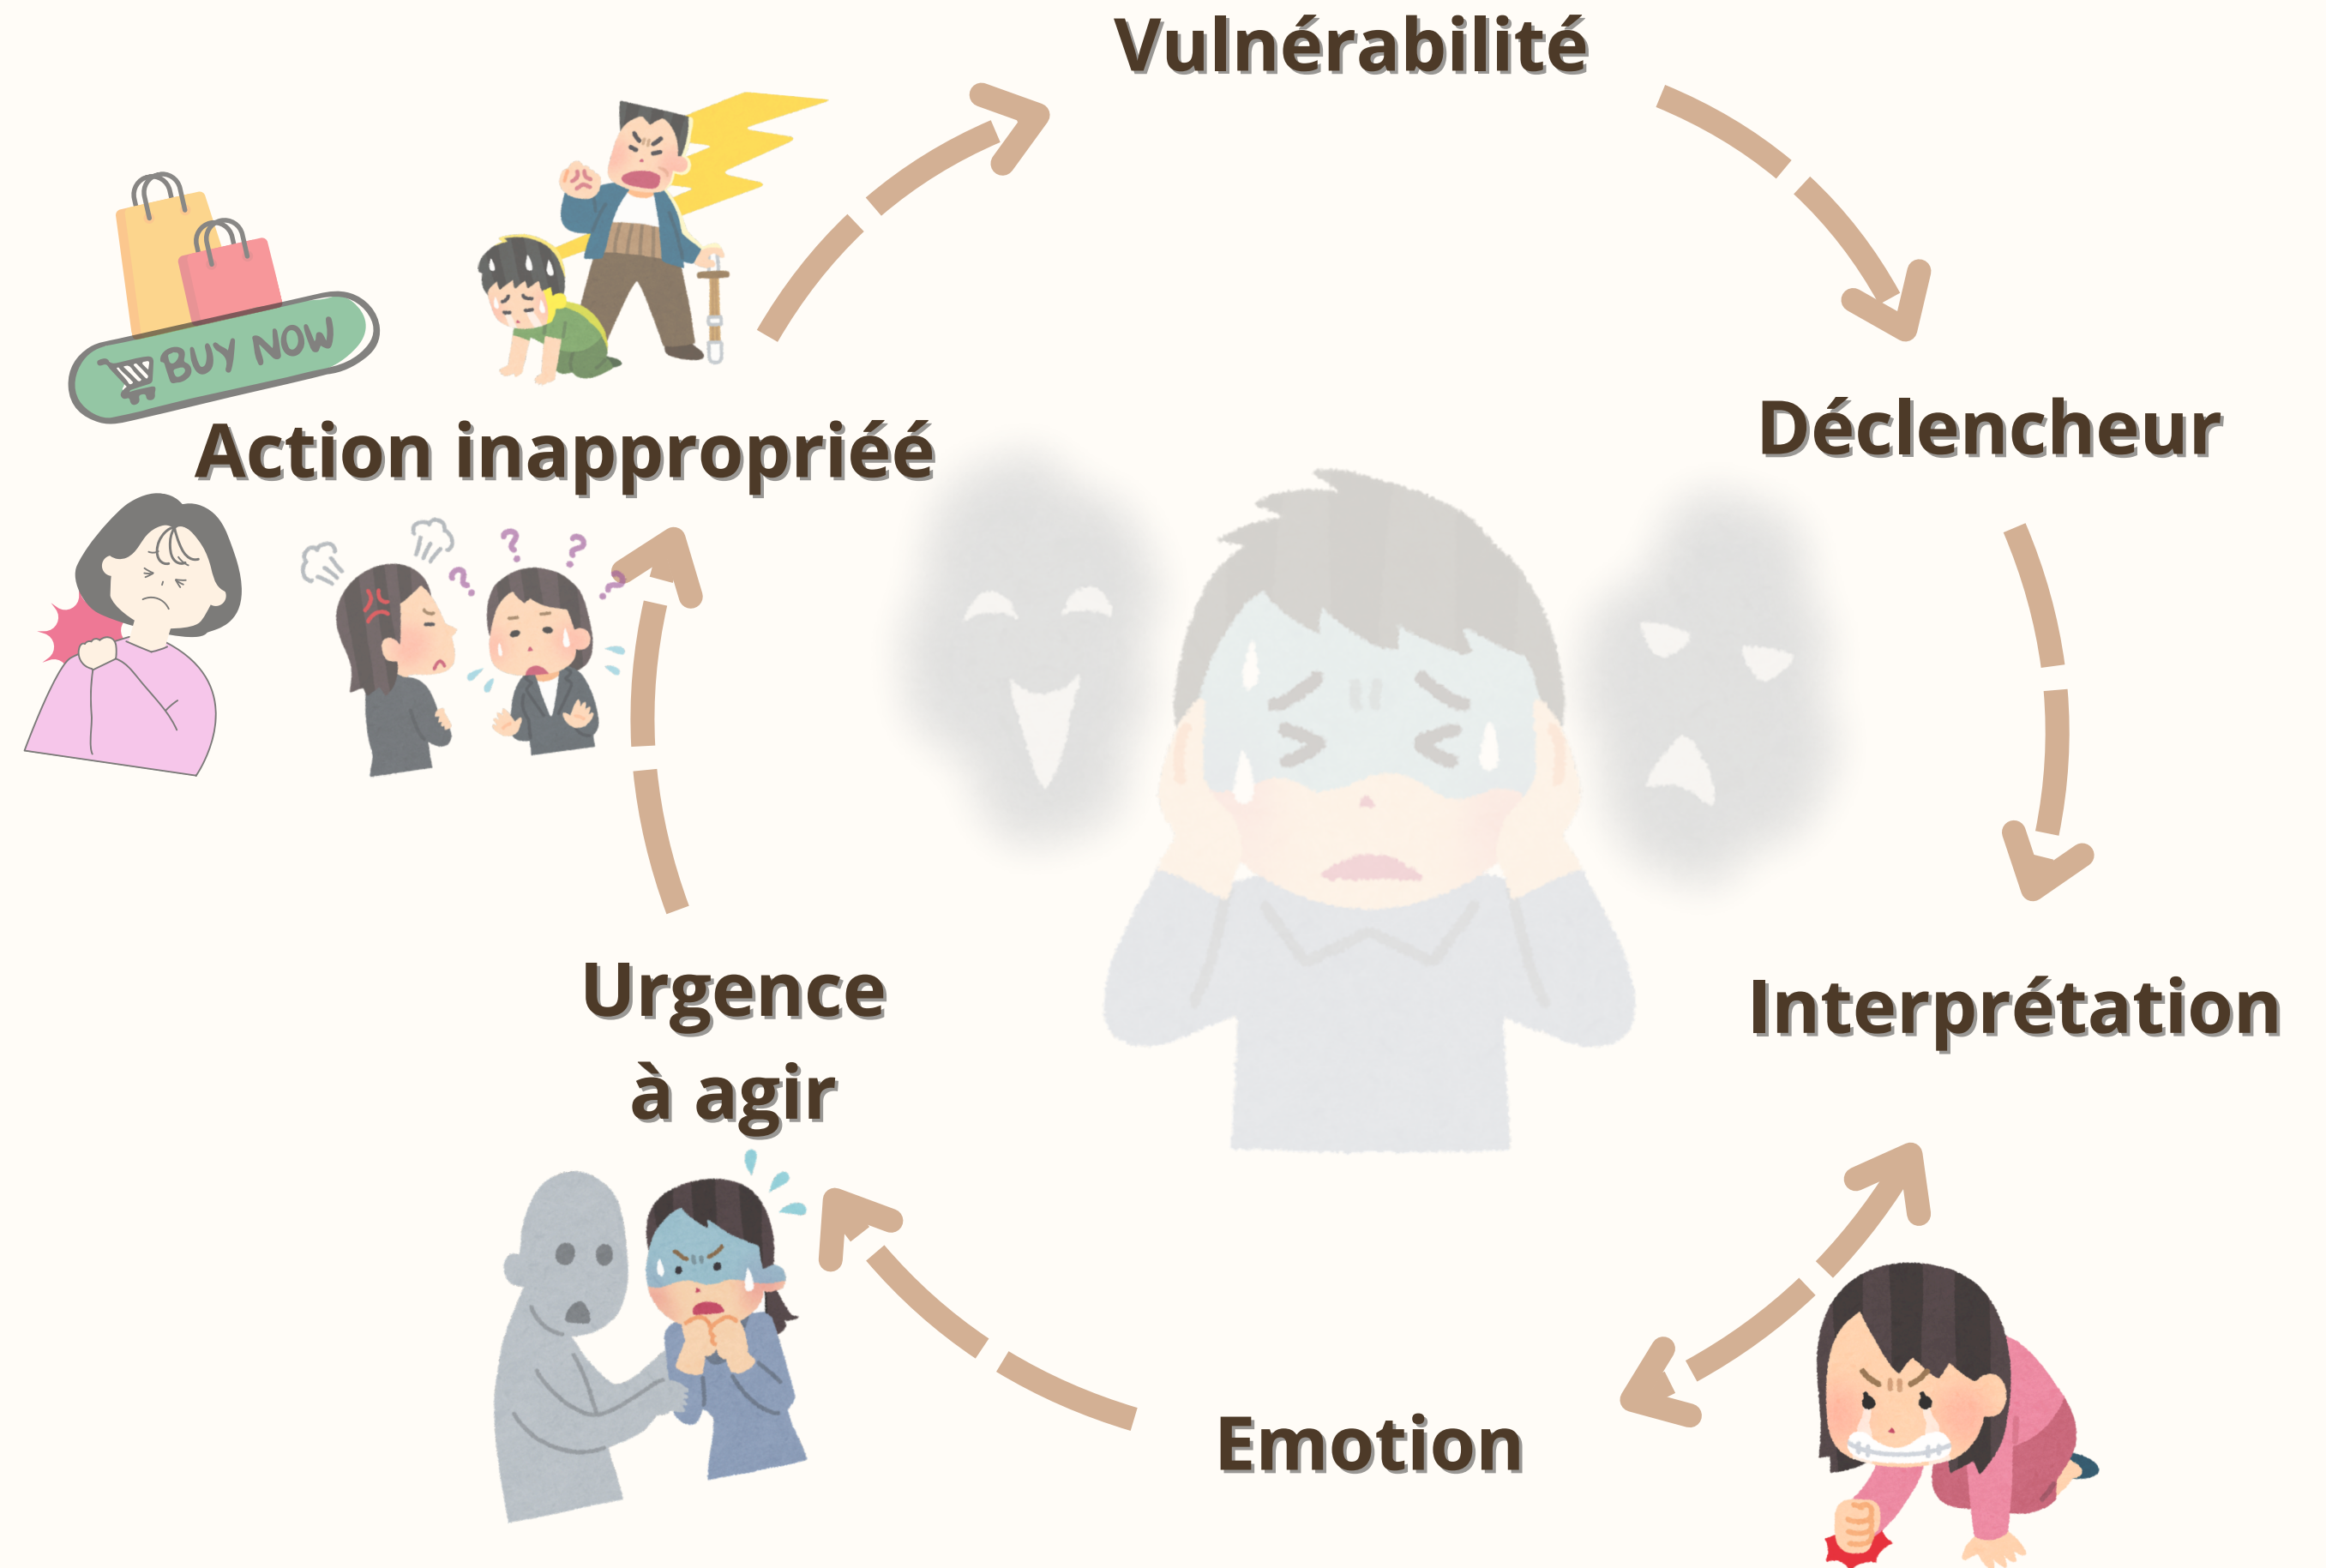 Vulnérabilité
Déclencheur
Interprétation
Emotion
Urgence
à agir
Action inappropriéé
BUY NOW
? ? ? ?